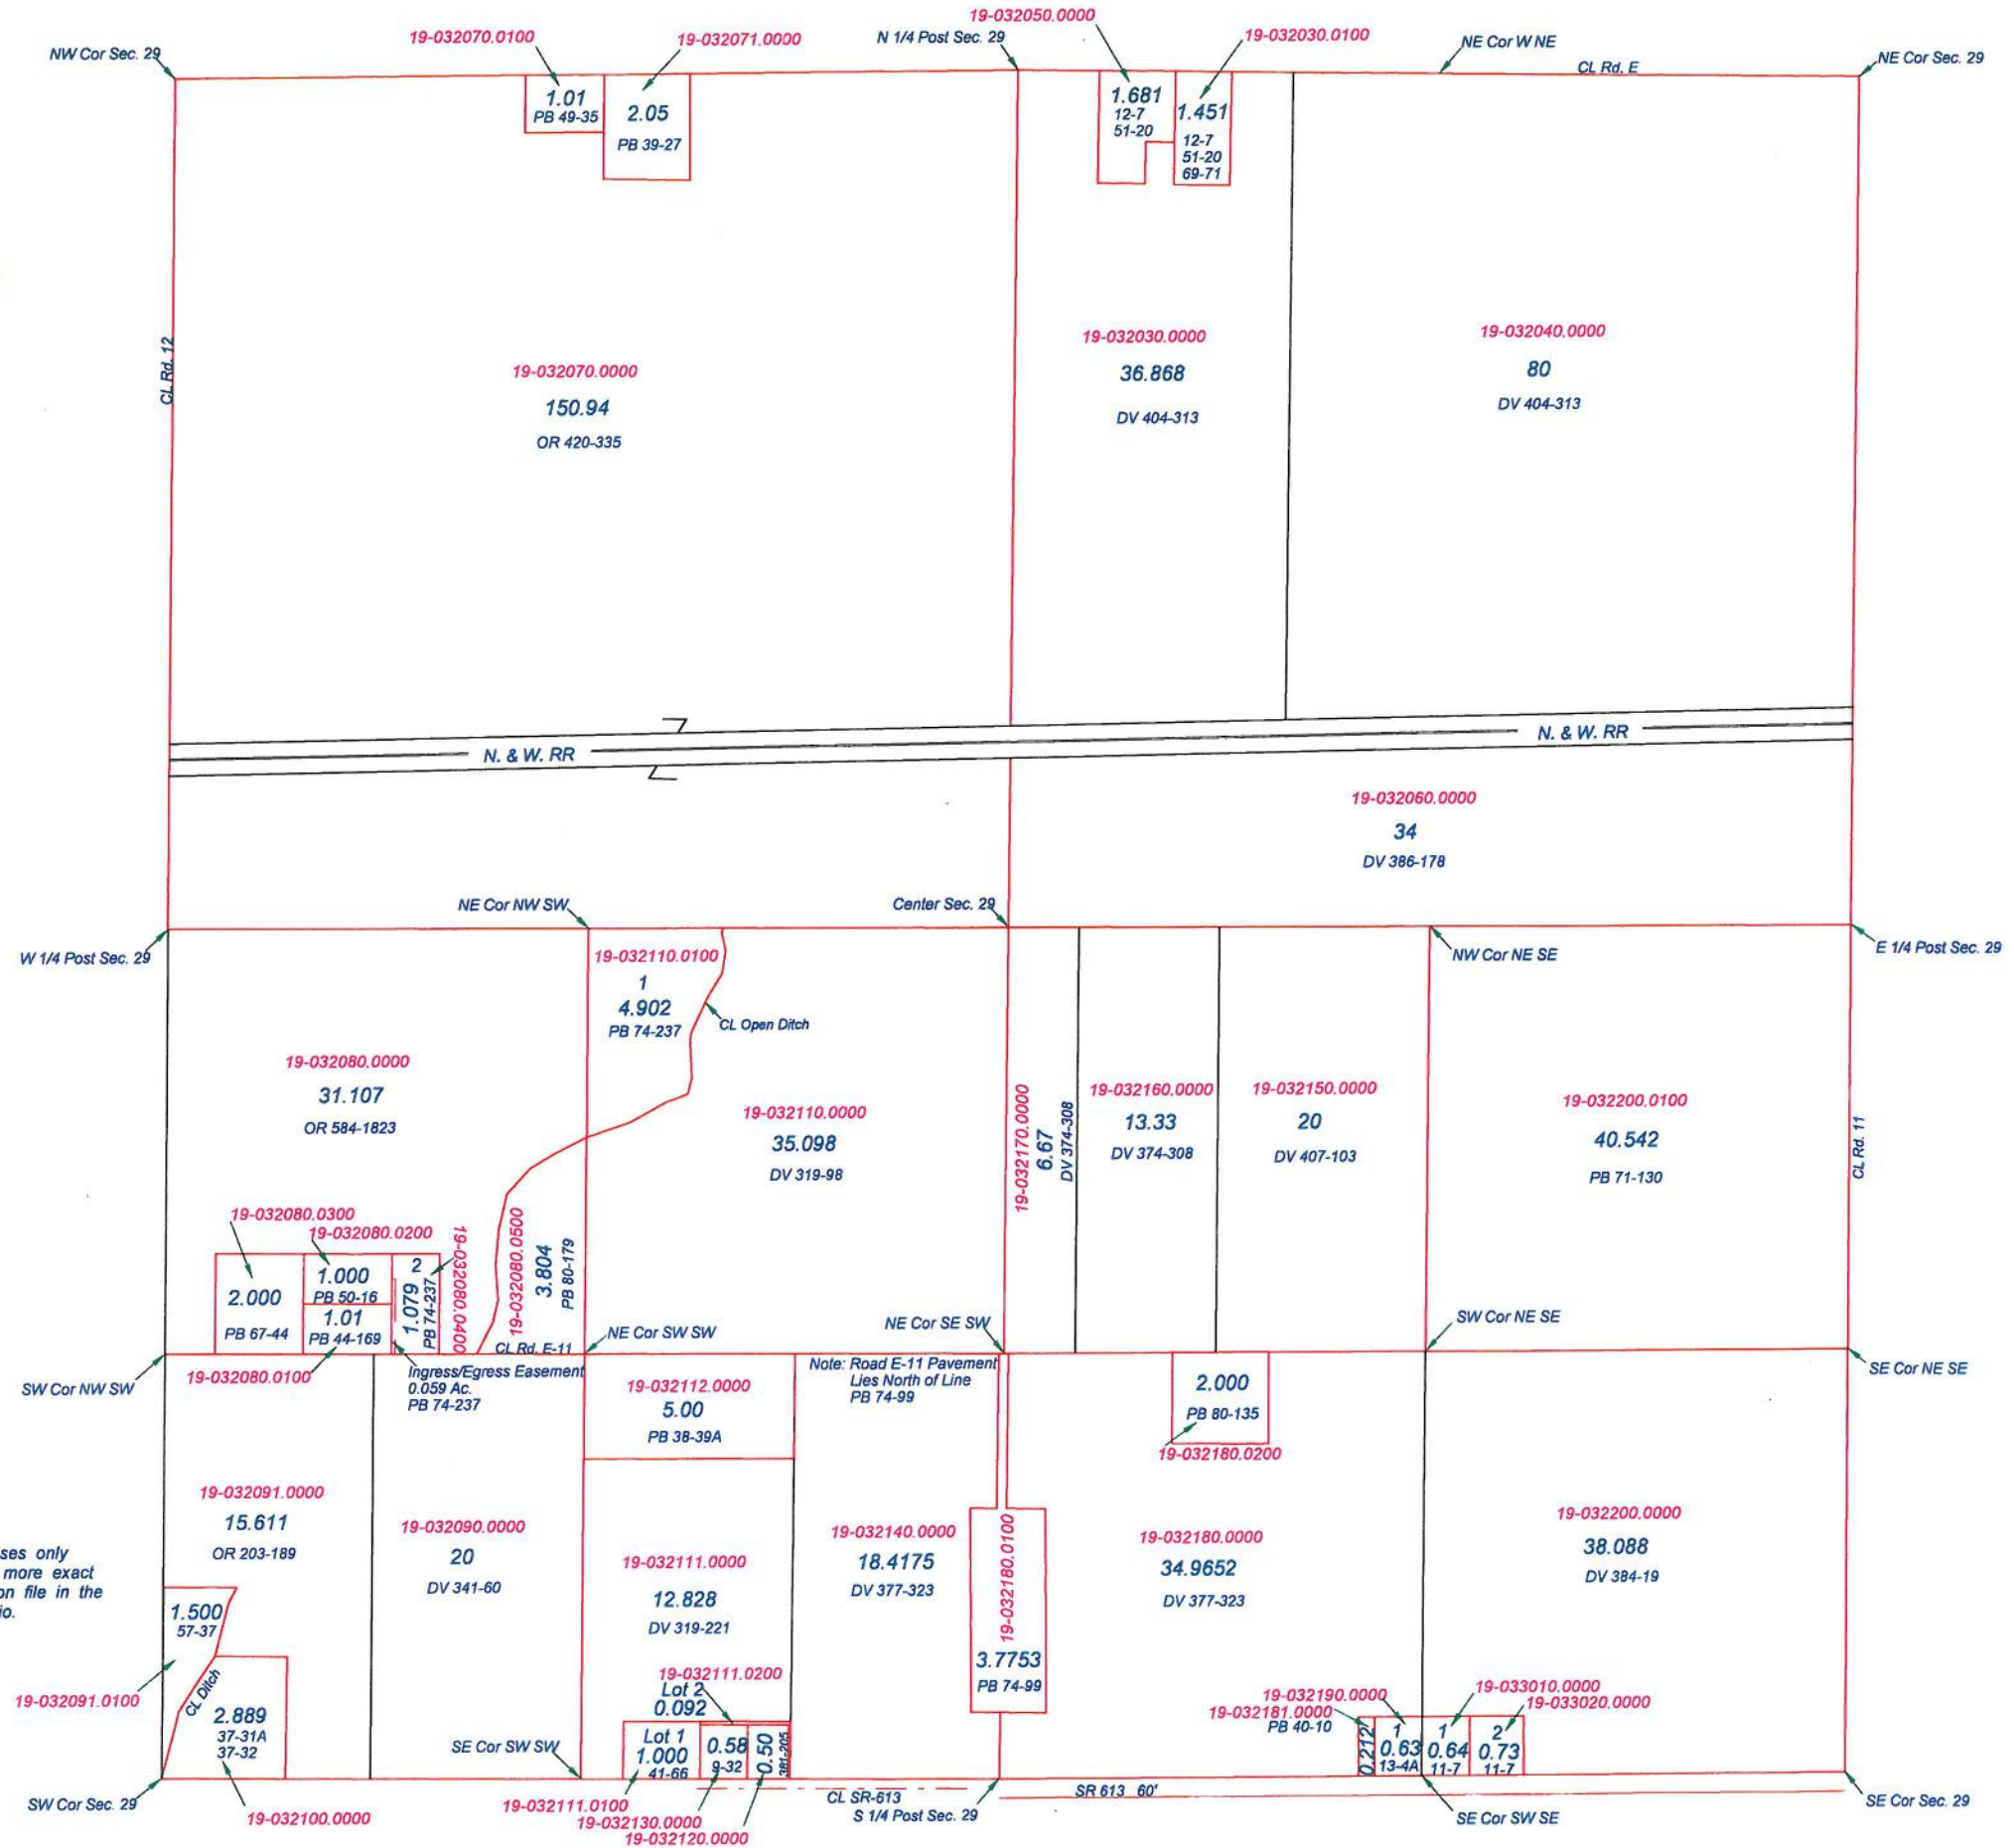 19-032050.0000
19-032070.0100
19-032071.0000
N 1/4 Post Sec. 29
19-032030.0100
NE Cor W NE
NW Cor Sec. 29
CL Rd. E
NE Cor Sec. 29
1.01
PB 49-35
2.05
PB 39-27
1.681
12-7
51-20
1.451
12-7
51-20
69-71
CL Rd. 12
19-032070.0000
150.94
OR 420-335
19-032030.0000
36.868
DV 404-313
19-032040.0000
80
DV 404-313
N. & W. RR
N. & W. RR
19-032060.0000
34
DV 386-178
NE Cor NW SW
Center Sec. 29
W 1/4 Post Sec. 29
NW Cor NE SE
E 1/4 Post Sec. 29
19-032110.0100
1
4.902
PB 74-237
CL Open Ditch
19-032080.0000
31.107
OR 584-1823
19-032110.0000
35.098
DV 319-98
19-032170.0000
6.67
DV 374-308
19-032160.0000
13.33
DV 374-308
19-032150.0000
20
DV 407-103
19-032200.0100
40.542
PB 71-130
CL Rd. 11
19-032080.0300
19-032080.0200
2.000
PB 67-44
1.000
PB 50-16
1.01
PB 44-169
2
1.079
PB 74-237
19-032080.0400
19-032080.0500
3.804
PB 80-179
CL Rd. E-11
NE Cor SW SW
NE Cor SE SW
SW Cor NE SE
SW Cor NW SW
19-032080.0100
Ingress/Egress Easement
0.059 Ac.
PB 74-237
Note: Road E-11 Pavement
Lies North of Line
PB 74-99
SE Cor NE SE
19-032112.0000
5.00
PB 38-39A
2.000
PB 80-135
19-032180.0200
19-032091.0000
15.611
OR 203-189
19-032090.0000
20
DV 341-60
19-032111.0000
12.828
DV 319-221
19-032140.0000
18.4175
DV 377-323
19-032180.0100
3.7753
PB 74-99
19-032180.0000
34.9652
DV 377-323
19-032200.0000
38.088
DV 384-19
ses only
more exact
on file in the
io.
1.500
57-37
19-032091.0100
CL Ditch
2.889
37-31A
37-32
19-032111.0200
Lot 2
0.092
Lot 1
1.000
41-66
0.58
9-32
0.50
381-205
19-032190.0000
19-032181.0000
PB 40-10
19-033010.0000
19-033020.0000
0.212
1
0.63
13-4A
1
0.64
11-7
2
0.73
11-7
SE Cor SW SW
SW Cor Sec. 29
19-032100.0000
19-032111.0100
19-032130.0000
19-032120.0000
CL SR-613
S 1/4 Post Sec. 29
SR 613 60'
SE Cor SW SE
SE Cor Sec. 29